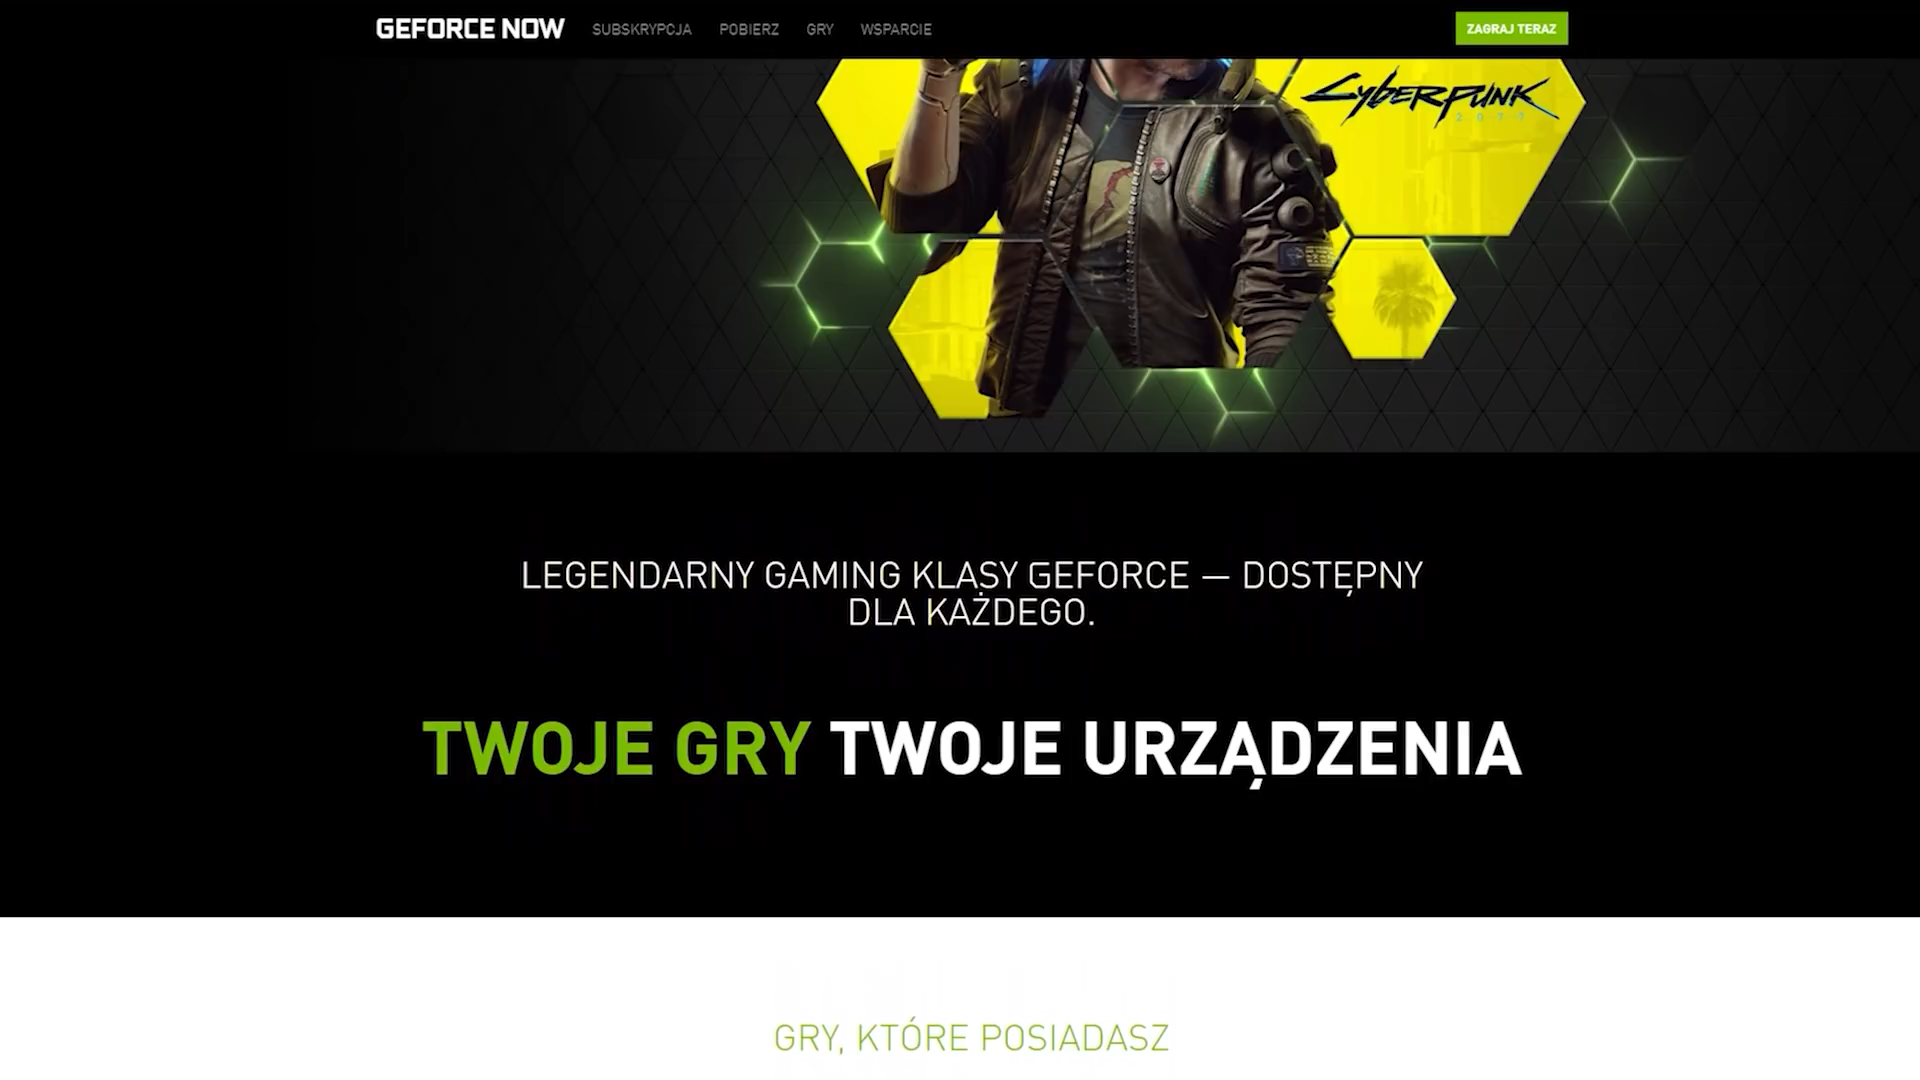 GEFORCE NOW SUBSKRYPCJA POBIERZ GRY WSPARCIE ZAGRAJ TERAZ
CYBERPUNK
2077
LEGENDARNY GAMING KLASY GEFORCE — DOSTĘPNY
DLA KAŻDEGO.
TWOJE GRY TWOJE URZĄDZENIA
GRY, KTÓRE POSIADASZ